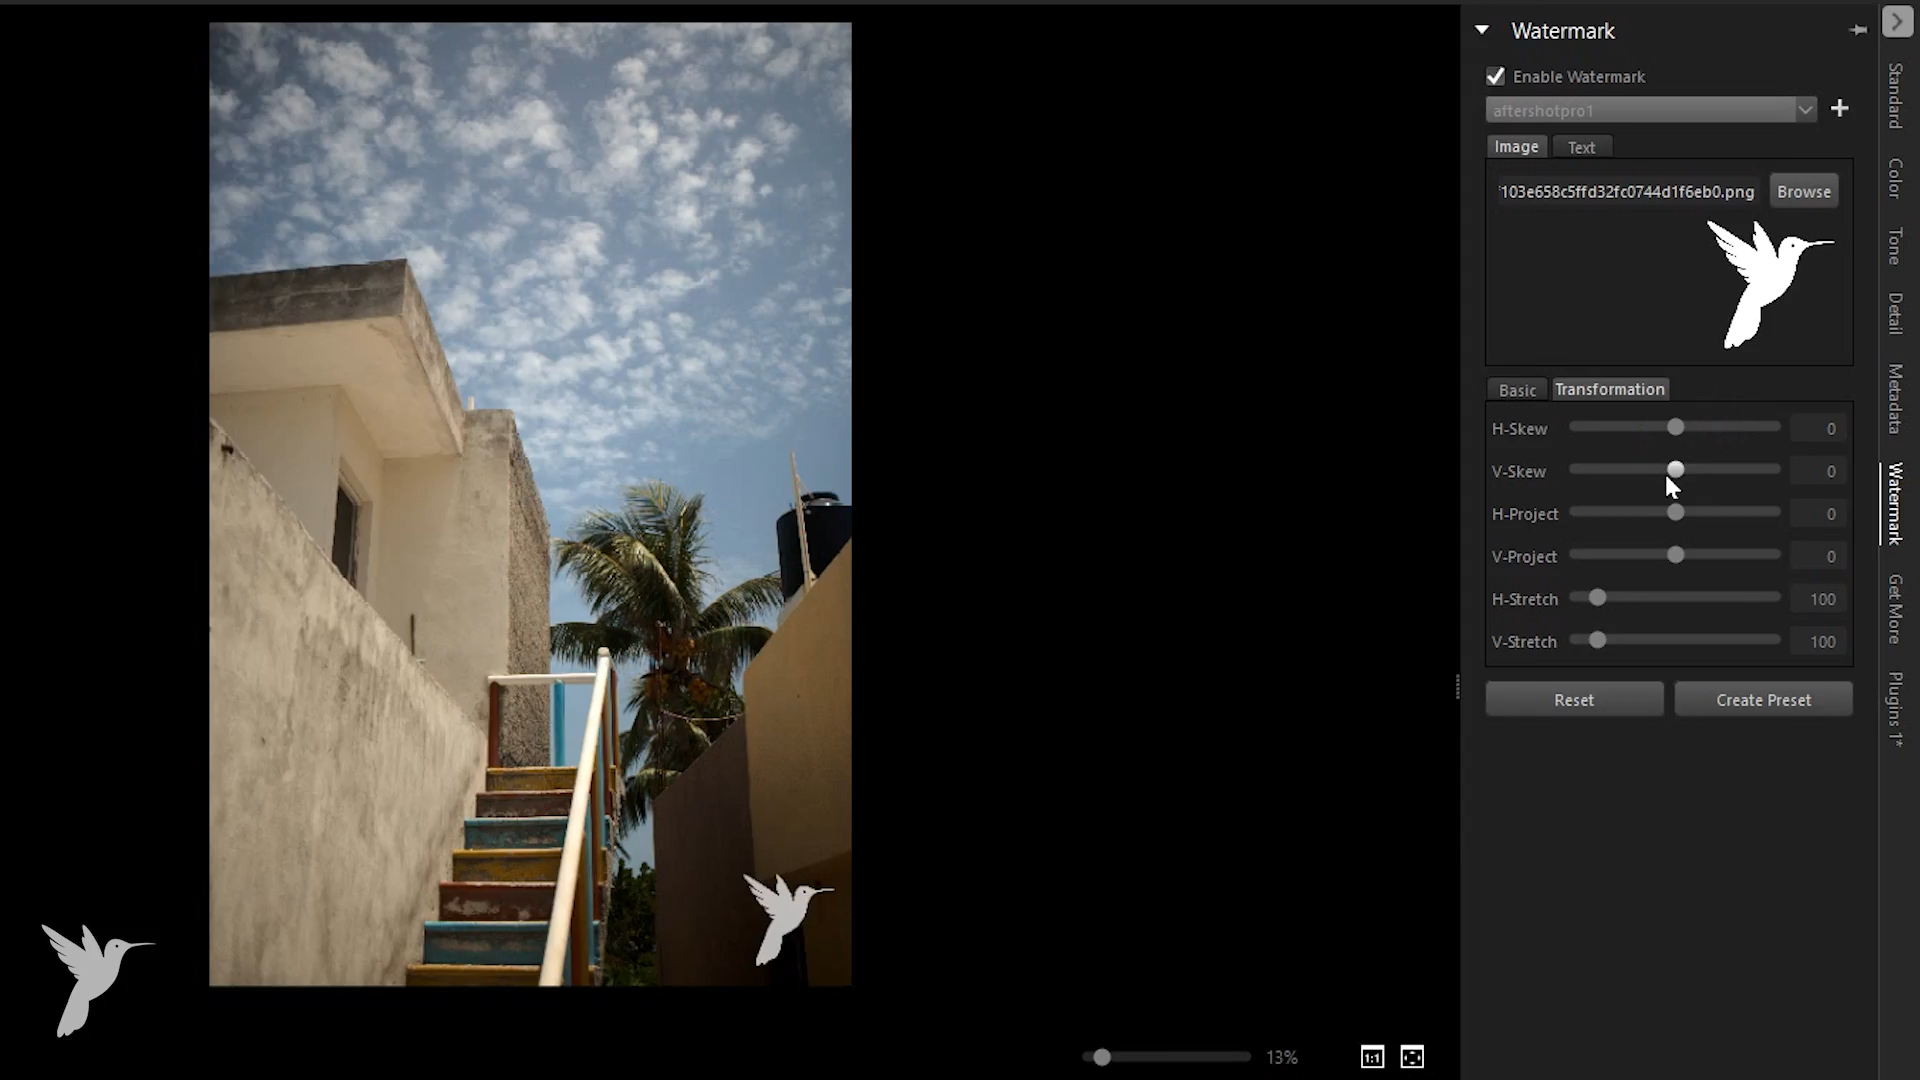 Watermark
Enable Watermark
aftershotpro1
Image
Text
103e658c5ffd32fc0744d1f6eb0.png
Browse
Basic
Transformation
H-Skew 0
V-Skew 0
H-Project 0
V-Project 0
H-Stretch 100
V-Stretch 100
Reset
Create Preset
Standard
Color
Tone
Detail
Metadata
Watermark
Get More
Plugins 1*
13%
1:1